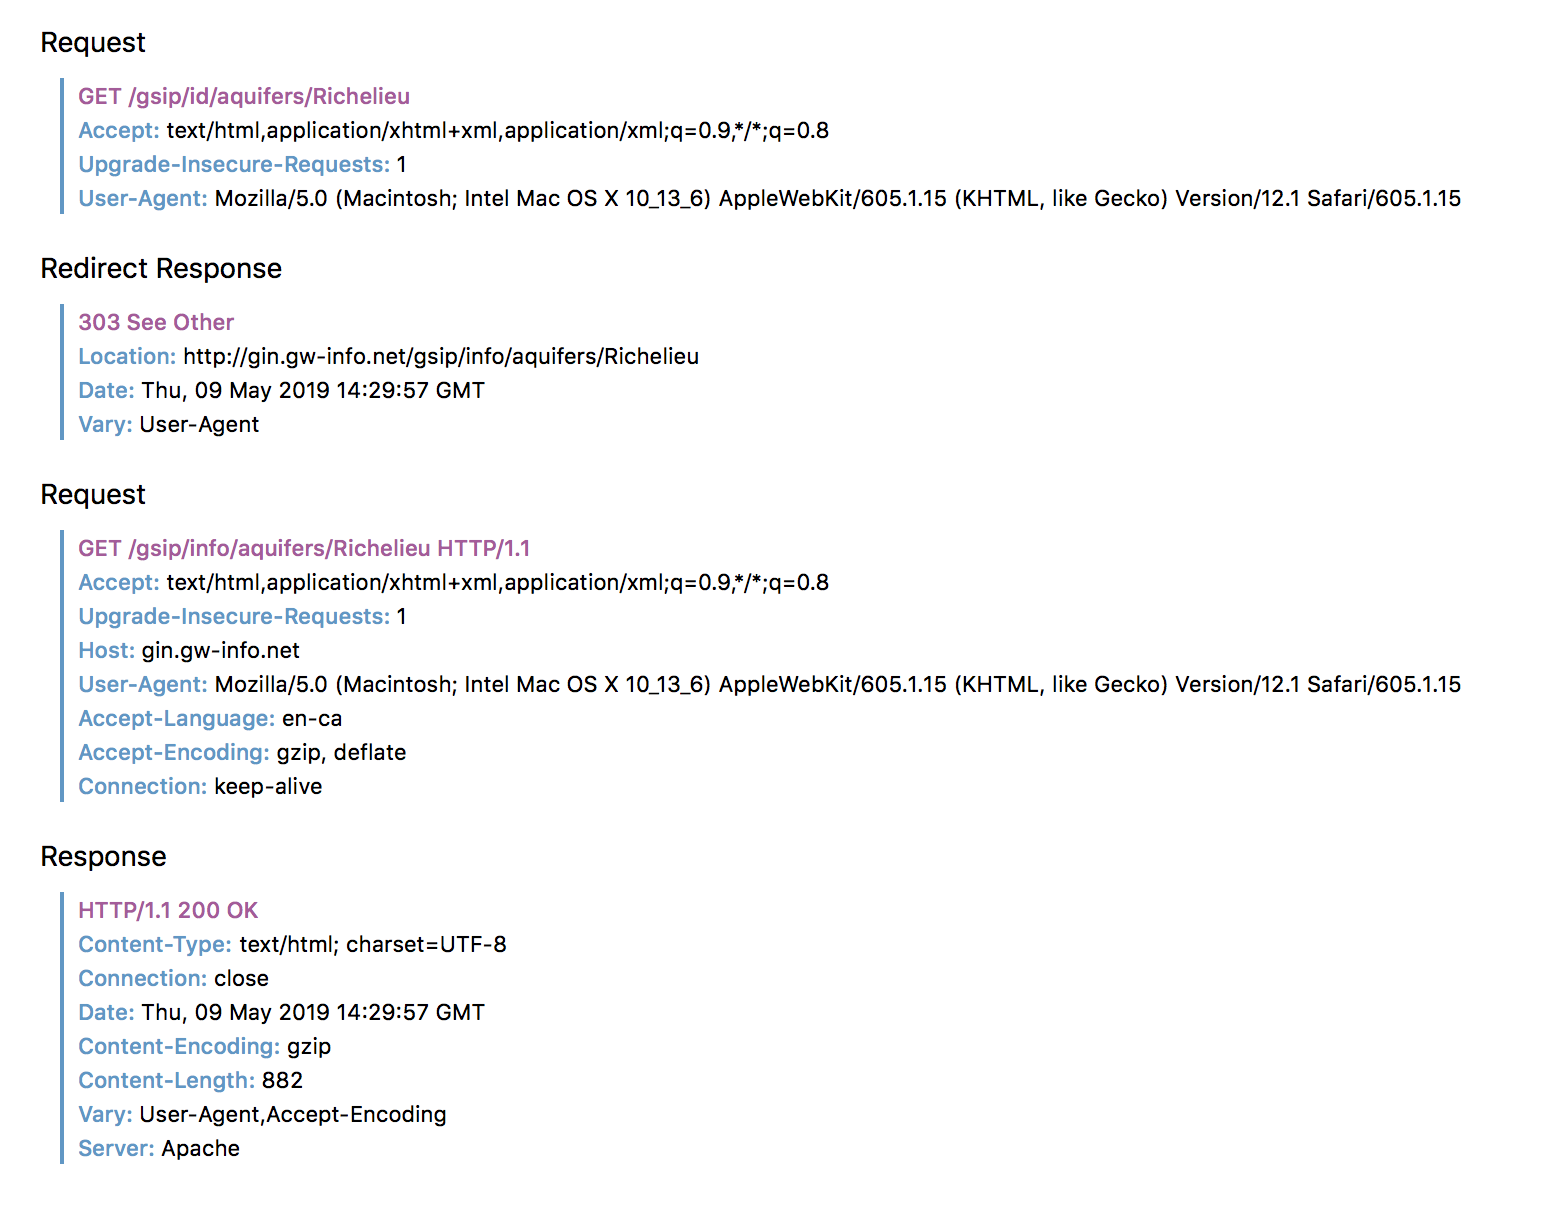 Request
GET /gsip/id/aquifers/Richelieu
Accept: text/html,application/xhtml+xml,application/xml;q=0.9,*/*;q=0.8
Upgrade-Insecure-Requests: 1
User-Agent: Mozilla/5.0 (Macintosh; Intel Mac OS X 10_13_6) AppleWebKit/605.1.15 (KHTML, like Gecko) Version/12.1 Safari/605.1.15
Redirect Response
303 See Other
Location: http://gin.gw-info.net/gsip/info/aquifers/Richelieu
Date: Thu, 09 May 2019 14:29:57 GMT
Vary: User-Agent
Request
GET /gsip/info/aquifers/Richelieu HTTP/1.1
Accept: text/html,application/xhtml+xml,application/xml;q=0.9,*/*;q=0.8
Upgrade-Insecure-Requests: 1
Host: gin.gw-info.net
User-Agent: Mozilla/5.0 (Macintosh; Intel Mac OS X 10_13_6) AppleWebKit/605.1.15 (KHTML, like Gecko) Version/12.1 Safari/605.1.15
Accept-Language: en-ca
Accept-Encoding: gzip, deflate
Connection: keep-alive
Response
HTTP/1.1 200 OK
Content-Type: text/html; charset=UTF-8
Connection: close
Date: Thu, 09 May 2019 14:29:57 GMT
Content-Encoding: gzip
Content-Length: 882
Vary: User-Agent,Accept-Encoding
Server: Apache